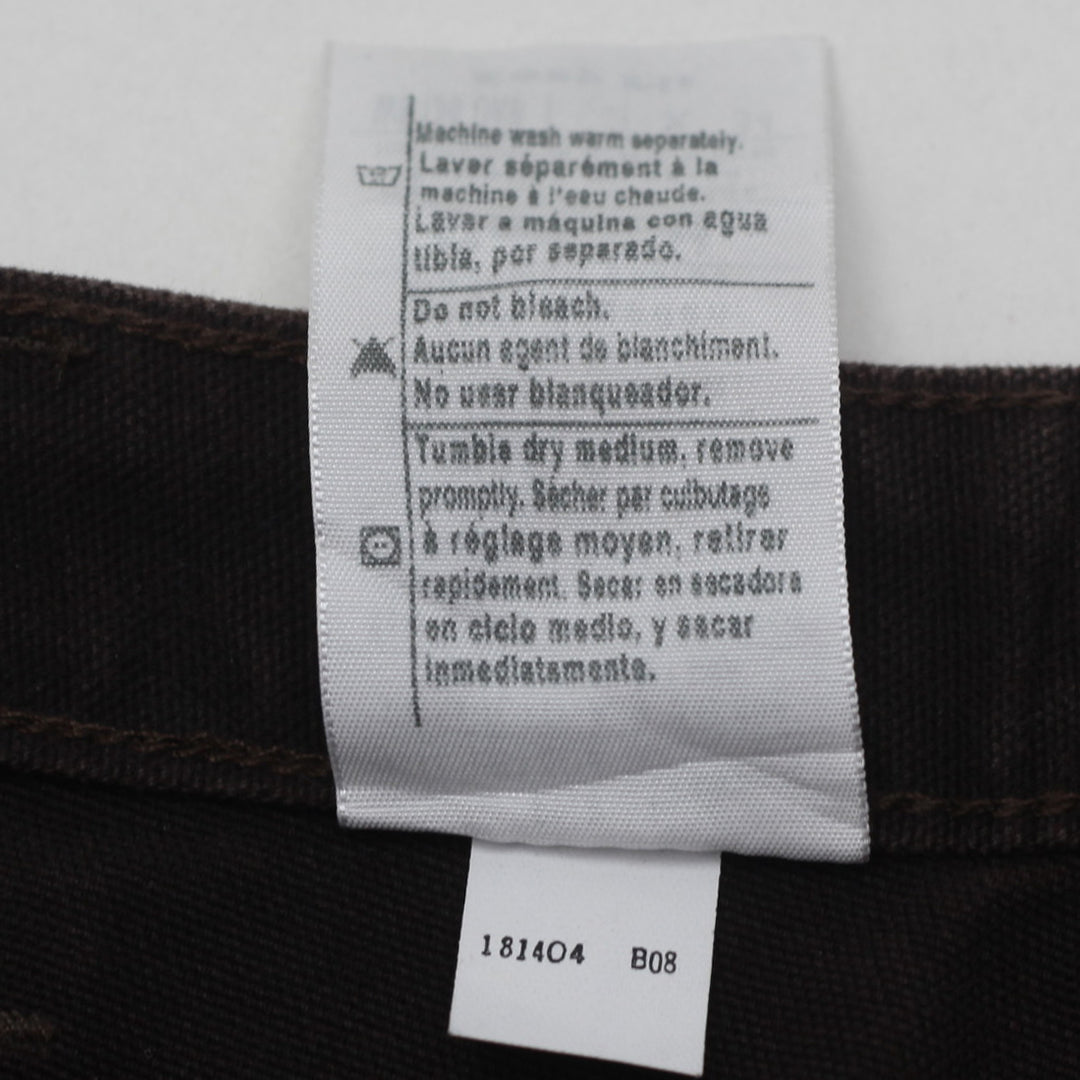 Machine wash warm separately.
Laver séparément à la
machine à l'eau chaude.
Lavar a máquina con agua
tibia, por separado.
Do not bleach.
Aucun agent de blanchiment.
No usar blanqueador.
Tumble dry medium, remove
promptly. Sécher par culbutage
à réglage moyen, retirer
rapidement. Secar en secadora
en ciclo medio, y sacar
inmediatamente.
181404 B08